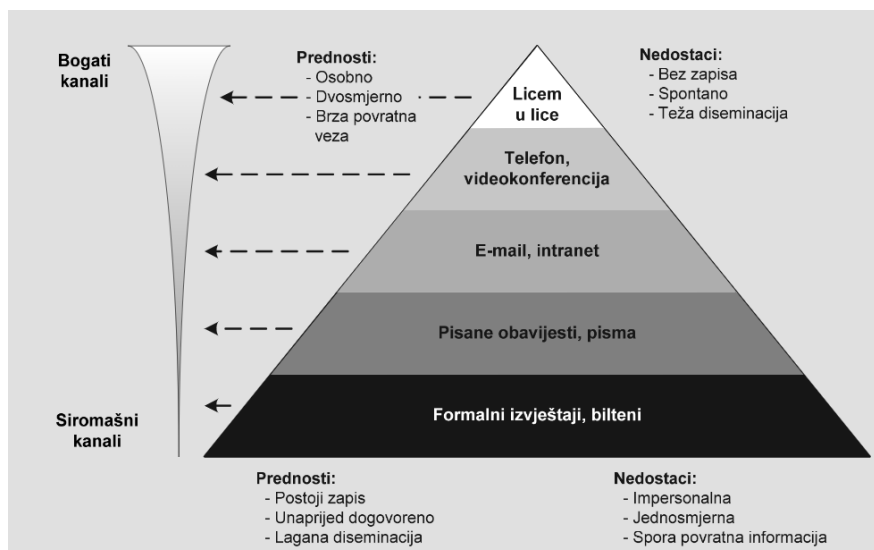 Bogati
kanali
Prednosti:
- Osobno
- Dvosmjerno
- Brza povratna
veza
Licem
u lice
Nedostaci:
- Bez zapisa
- Spontano
- Teža diseminacija
Telefon,
videokonferencija
E-mail, intranet
Pisane obavijesti, pisma
Formalni izvještaji, bilteni
Siromašni
kanali
Prednosti:
- Postoji zapis
- Unaprijed dogovoreno
- Lagana diseminacija
Nedostaci:
- Impersonalna
- Jednosmjerna
- Spora povratna informacija